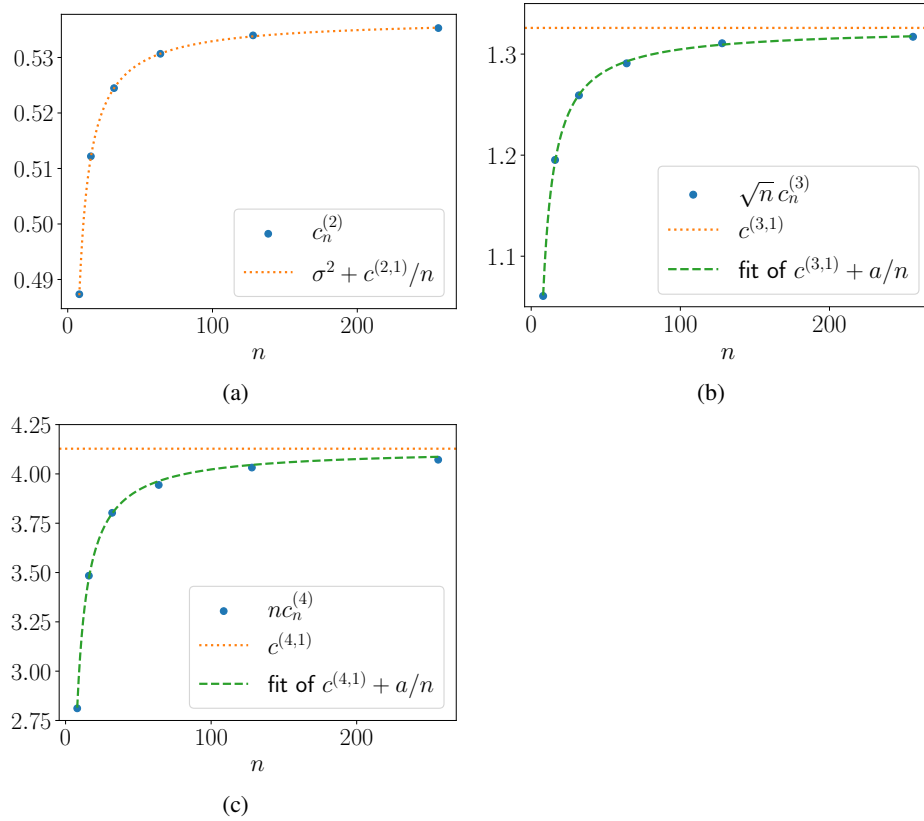 0.53
0.52
0.51
0.50
0.49
c_n^{(2)}
σ² + c^{(2,1)}/n
0 100 200
n
(a)
1.3
1.2
1.1
√n c_n^{(3)}
c^{(3,1)}
fit of c^{(3,1)} + a/n
0 100 200
n
(b)
4.25
4.00
3.75
3.50
3.25
3.00
2.75
nc_n^{(4)}
c^{(4,1)}
fit of c^{(4,1)} + a/n
0 100 200
n
(c)